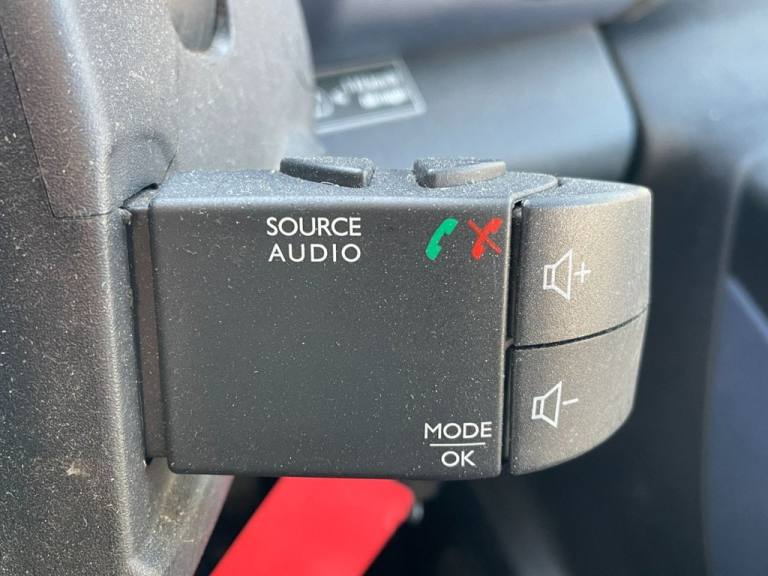 SOURCE
AUDIO
+
-
MODE
OK